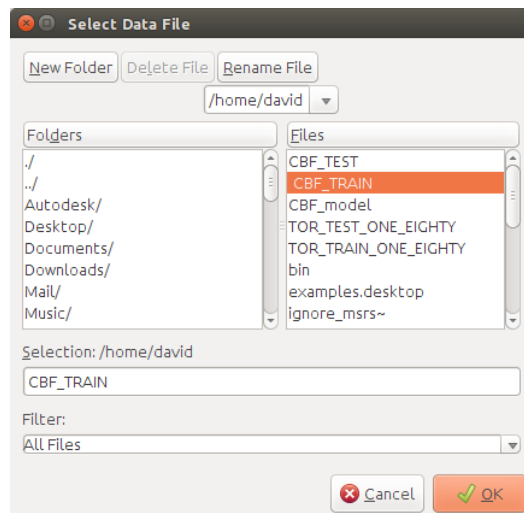 Select Data File
New Folder Delete File Rename File
/home/david
Folders
./
../
Autodesk/
Desktop/
Documents/
Downloads/
Mail/
Music/
Files
CBF_TEST
CBF_TRAIN
CBF_model
TOR_TEST_ONE_EIGHTY
TOR_TRAIN_ONE_EIGHTY
bin
examples.desktop
ignore_msrs~
Selection: /home/david
CBF_TRAIN
Filter:
All Files
Cancel OK